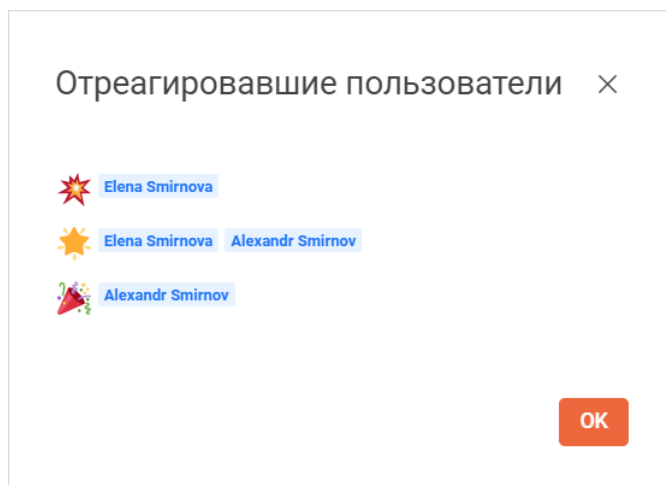 Отреагировавшие пользователи
Elena Smirnova
Elena Smirnova Alexandr Smirnov
Alexandr Smirnov
OK